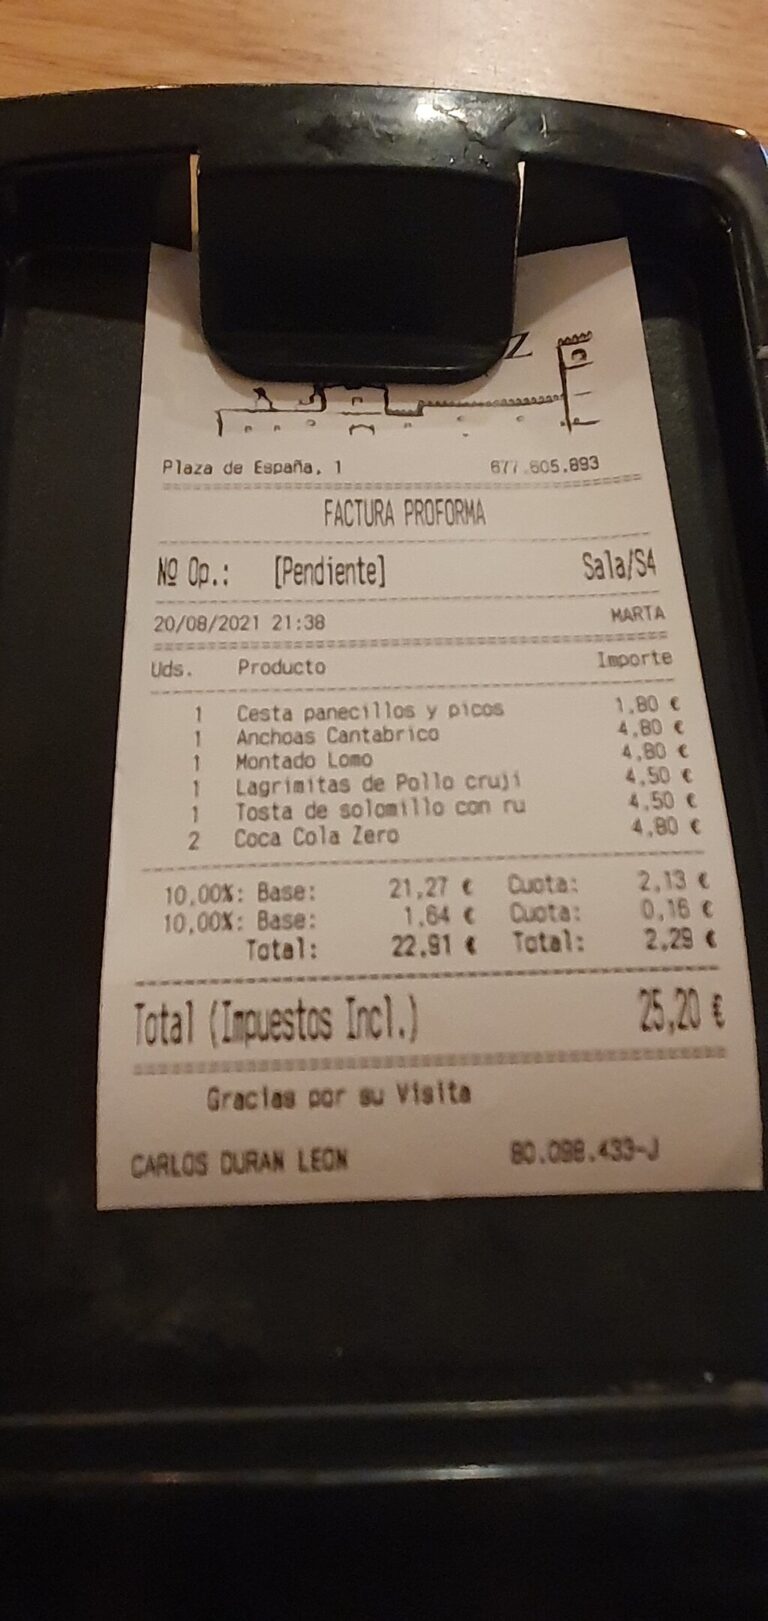 Z
Plaza de España, 1 677.605.893
FACTURA PROFORMA
Nº Op.: [Pendiente] Sala/S4
20/08/2021 21:38 MARTA
Uds. Producto Importe
1 Cesta panecillos y picos 1,80 €
1 Anchoas Cantabrico 4,80 €
1 Montado Lomo 4,80 €
1 Lagrimitas de Pollo cruji 4,50 €
1 Tosta de solomillo con ru 4,50 €
2 Coca Cola Zero 4,80 €
10,00%: Base: 21,27 € Cuota: 2,13 €
10,00%: Base: 1,64 € Cuota: 0,16 €
Total: 22,91 € Total: 2,29 €
Total (Impuestos Incl.) 25,20 €
Gracias por su Visita
CARLOS DURAN LEON 80.098.433-J